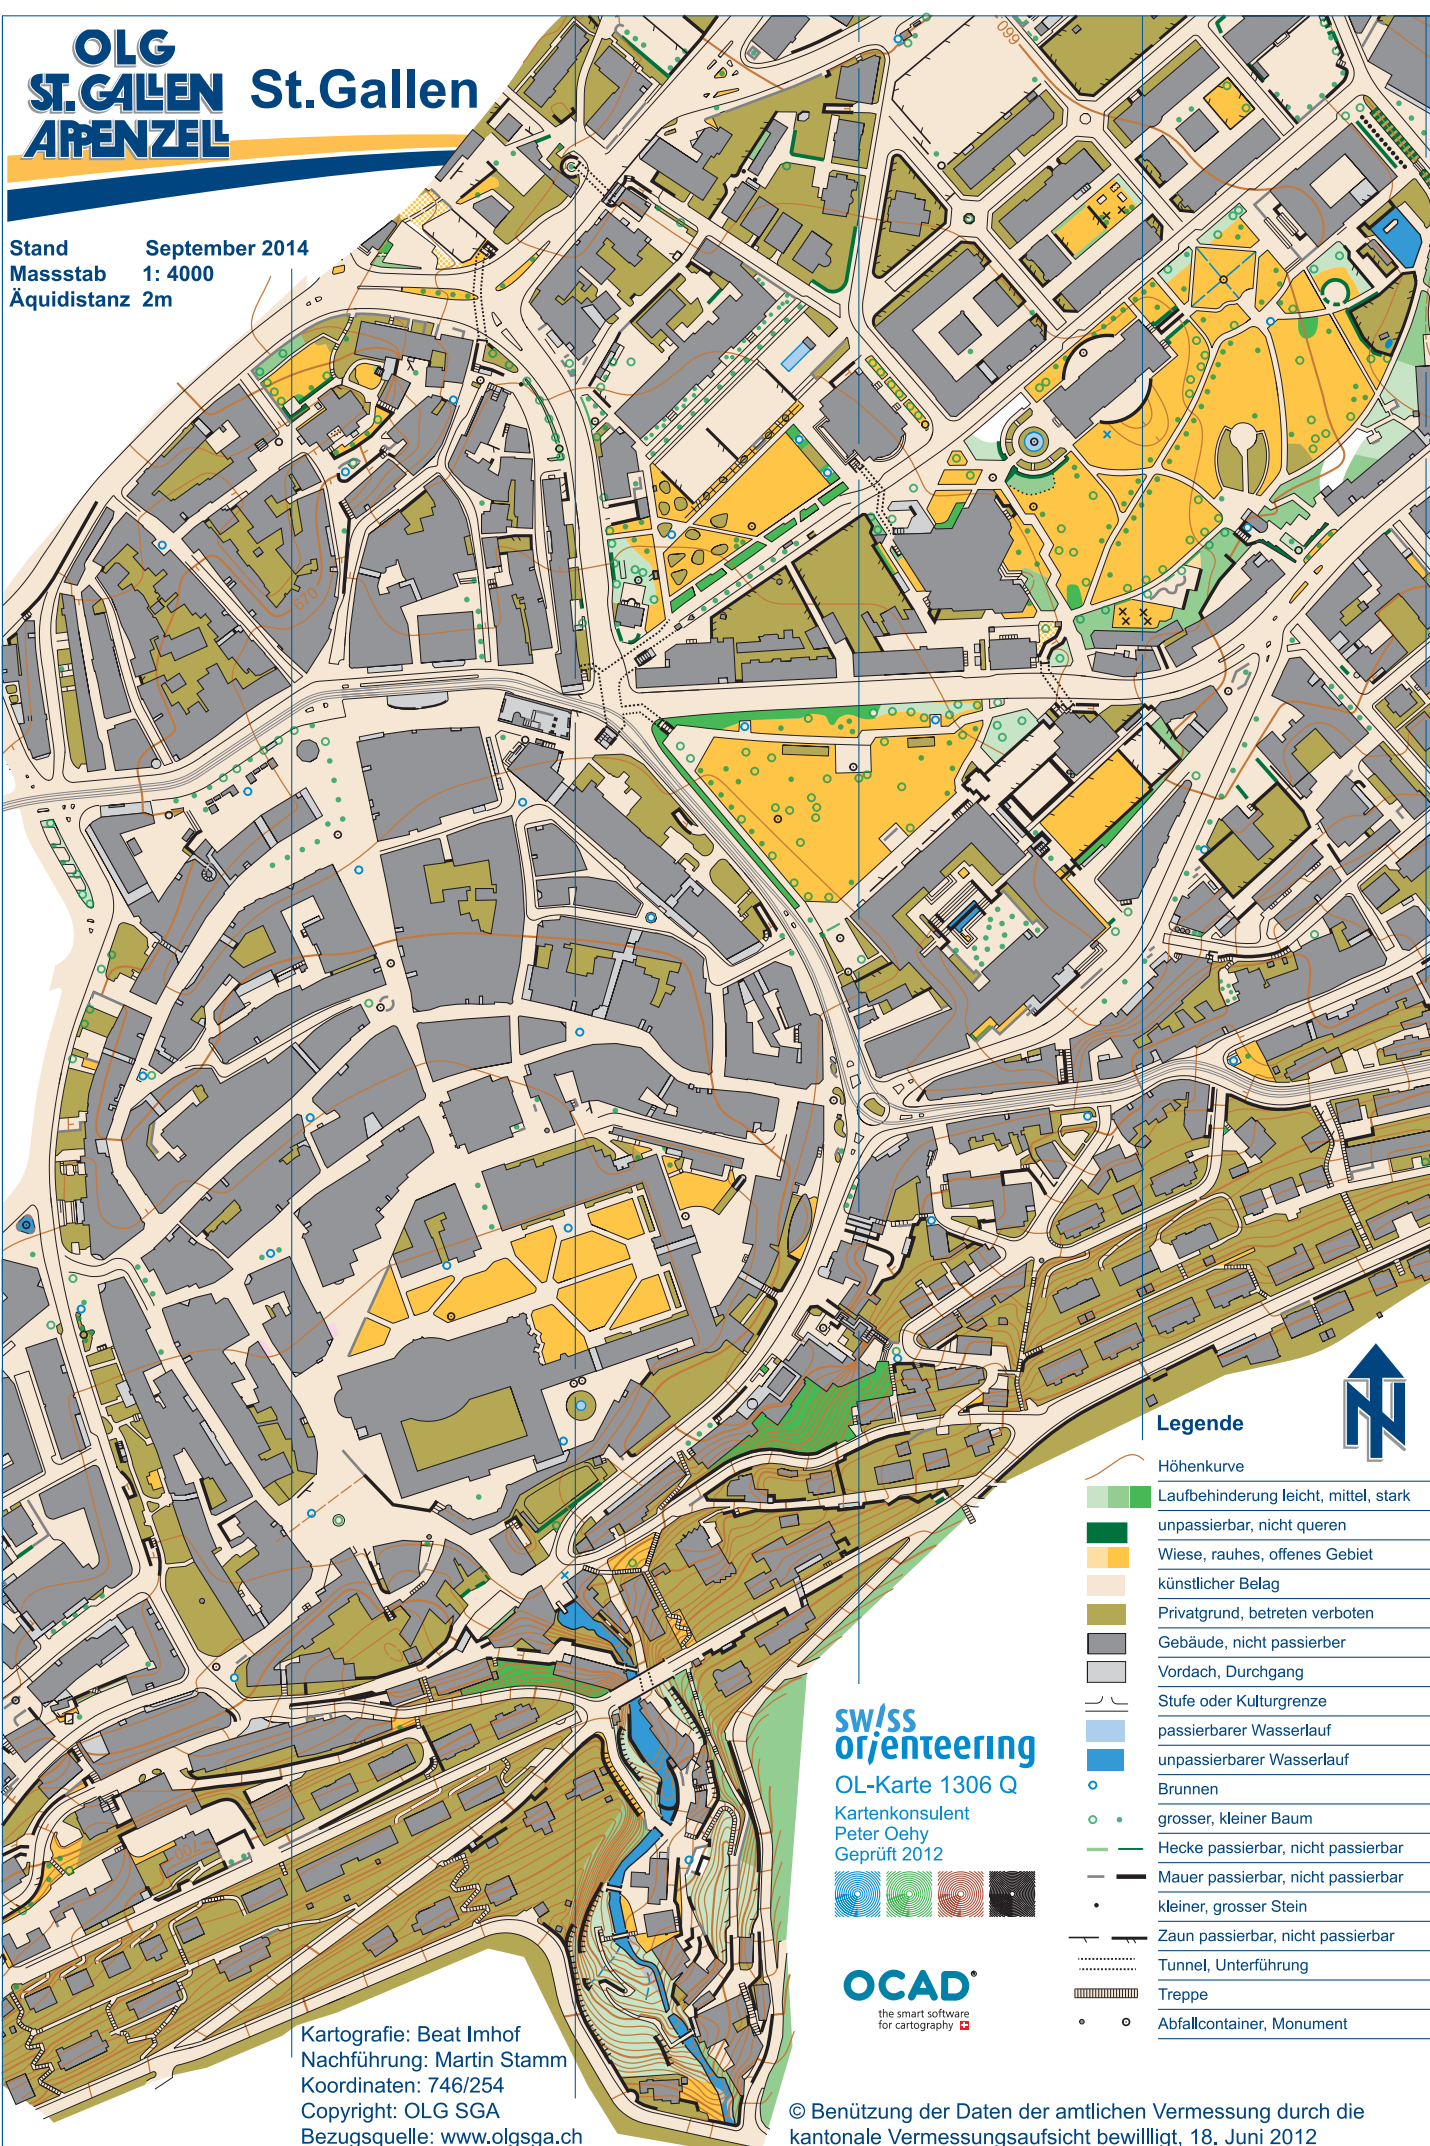 OLG
ST. GALLEN
APPENZELL
St.Gallen
Stand September 2014
Massstab 1: 4000
Äquidistanz 2m
660
670
700
Legende
Höhenkurve
Laufbehinderung leicht, mittel, stark
unpassierbar, nicht queren
Wiese, rauhes, offenes Gebiet
künstlicher Belag
Privatgrund, betreten verboten
Gebäude, nicht passierber
Vordach, Durchgang
Stufe oder Kulturgrenze
passierbarer Wasserlauf
unpassierbarer Wasserlauf
Brunnen
grosser, kleiner Baum
Hecke passierbar, nicht passierbar
Mauer passierbar, nicht passierbar
kleiner, grosser Stein
Zaun passierbar, nicht passierbar
Tunnel, Unterführung
Treppe
Abfallcontainer, Monument
swiss
orienteering
OL-Karte 1306 Q
Kartenkonsulent
Peter Oehy
Geprüft 2012
OCAD®
the smart software
for cartography
Kartografie: Beat Imhof
Nachführung: Martin Stamm
Koordinaten: 746/254
Copyright: OLG SGA
Bezugsquelle: www.olgsga.ch
© Benützung der Daten der amtlichen Vermessung durch die
kantonale Vermessungsaufsicht bewillligt, 18. Juni 2012